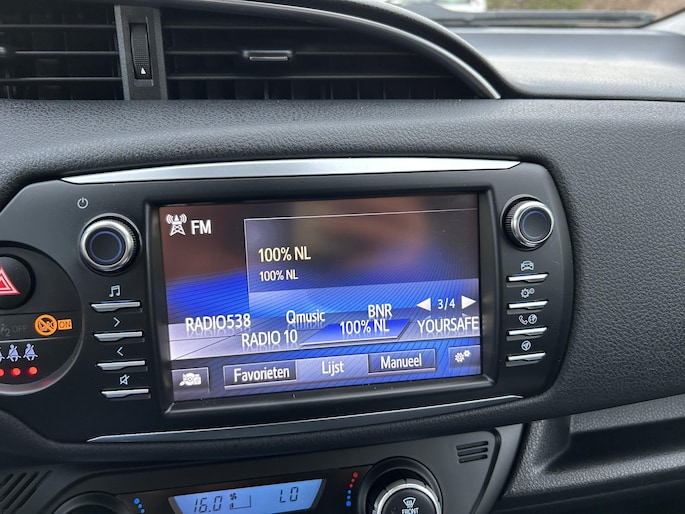 FM
100% NL
100% NL
RADIO538 Qmusic BNR 3/4
RADIO 10 100% NL YOURSAFE
Favorieten Lijst Manueel
OFF
ON
16.0 LO
FRONT